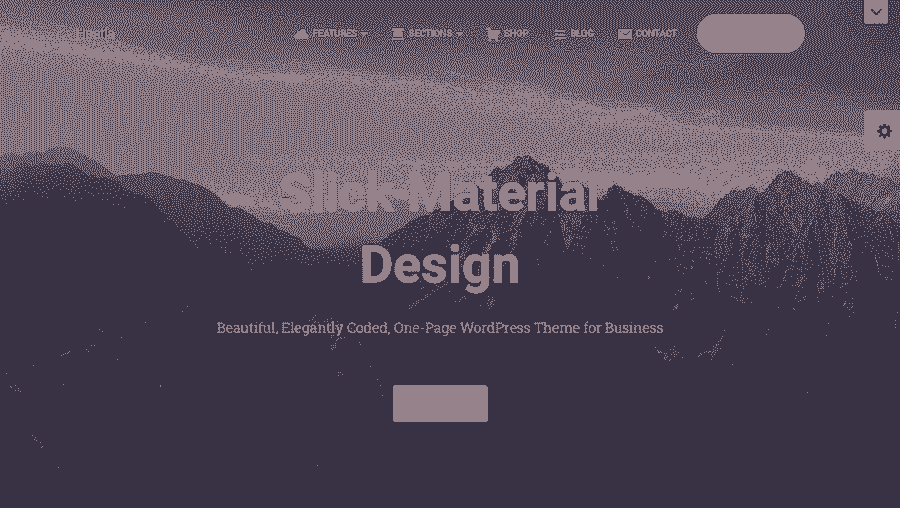 Hestia FEATURES SECTIONS SHOP BLOG CONTACT
Slick Material
Design
Beautiful, Elegantly Coded, One-Page WordPress Theme for Business